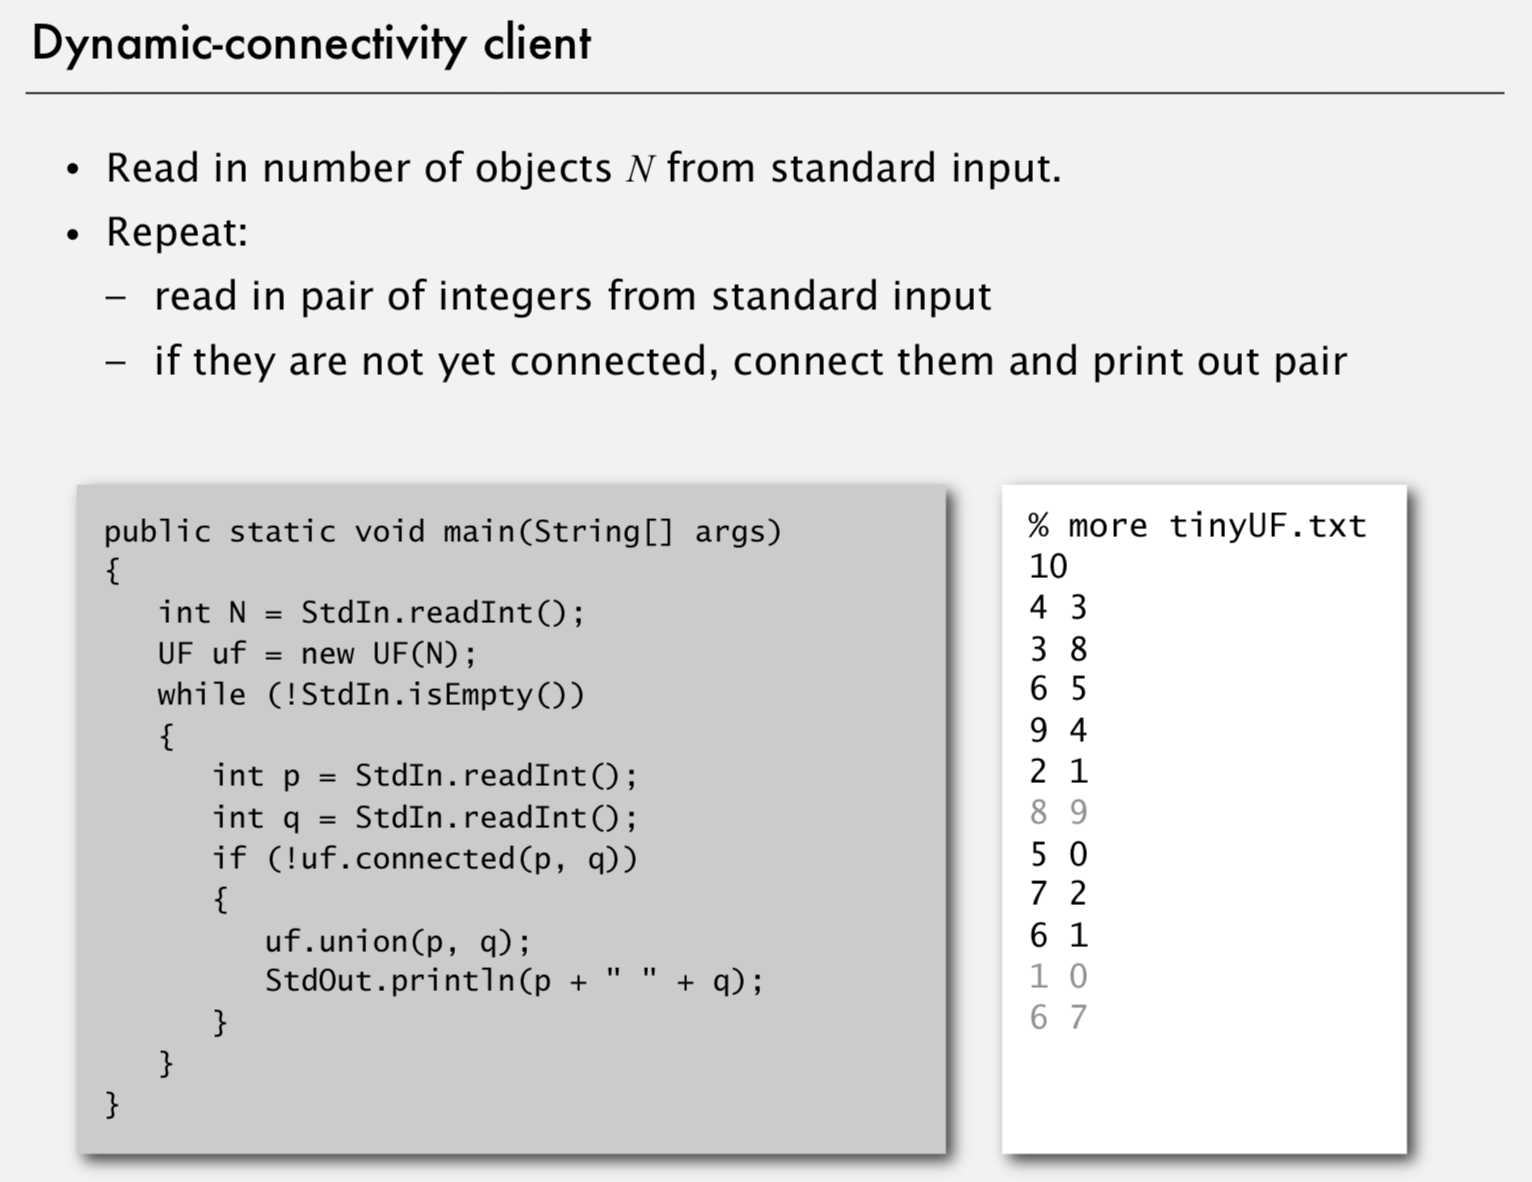 Dynamic-connectivity client
• Read in number of objects N from standard input.
• Repeat:
– read in pair of integers from standard input
– if they are not yet connected, connect them and print out pair
public static void main(String[] args)
{
   int N = StdIn.readInt();
   UF uf = new UF(N);
   while (!StdIn.isEmpty())
   {
      int p = StdIn.readInt();
      int q = StdIn.readInt();
      if (!uf.connected(p, q))
      {
         uf.union(p, q);
         StdOut.println(p + " " + q);
      }
   }
}
% more tinyUF.txt
10
4 3
3 8
6 5
9 4
2 1
8 9
5 0
7 2
6 1
1 0
6 7